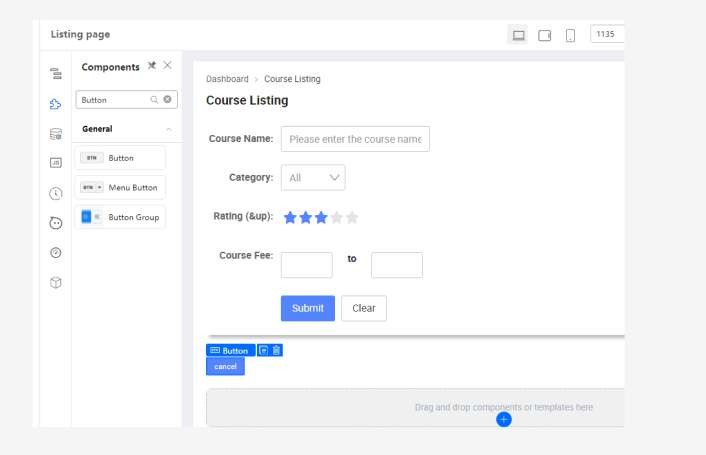 Listing page
1135
Components
Button
General
BTN Button
BTN Menu Button
Button Group
JS
Dashboard > Course Listing
Course Listing
Course Name: Please enter the course name
Category: All
Rating (&up):
Course Fee: to
Submit Clear
Button
cancel
Drag and drop components or templates here